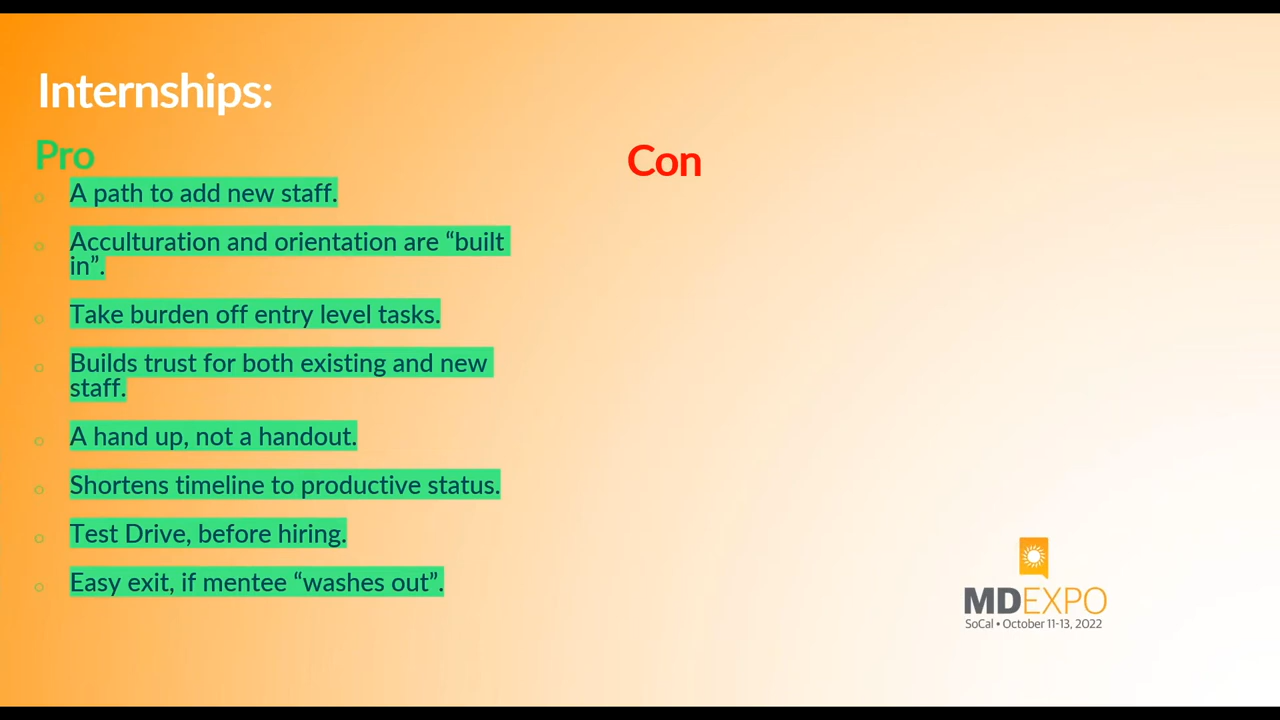 Internships:
Pro
Con
A path to add new staff.
Acculturation and orientation are “built
in”.
Take burden off entry level tasks.
Builds trust for both existing and new
staff.
A hand up, not a handout.
Shortens timeline to productive status.
Test Drive, before hiring.
Easy exit, if mentee “washes out”.
MDEXPO
SoCal • October 11-13, 2022